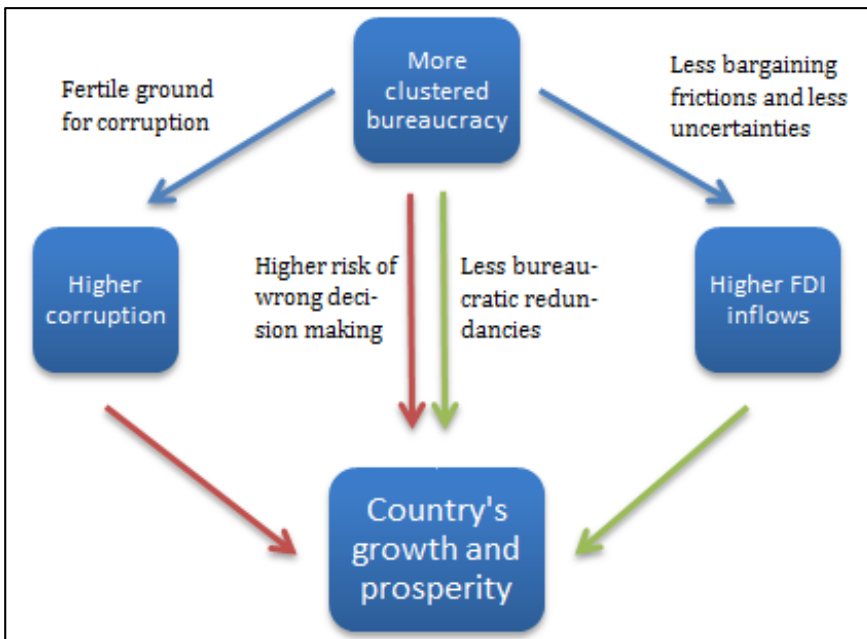 More
clustered
bureaucracy
Fertile ground
for corruption
Less bargaining
frictions and less
uncertainties
Higher
corruption
Higher risk of
wrong deci-
sion making
Less bureau-
cratic redun-
dancies
Higher FDI
inflows
Country's
growth and
prosperity